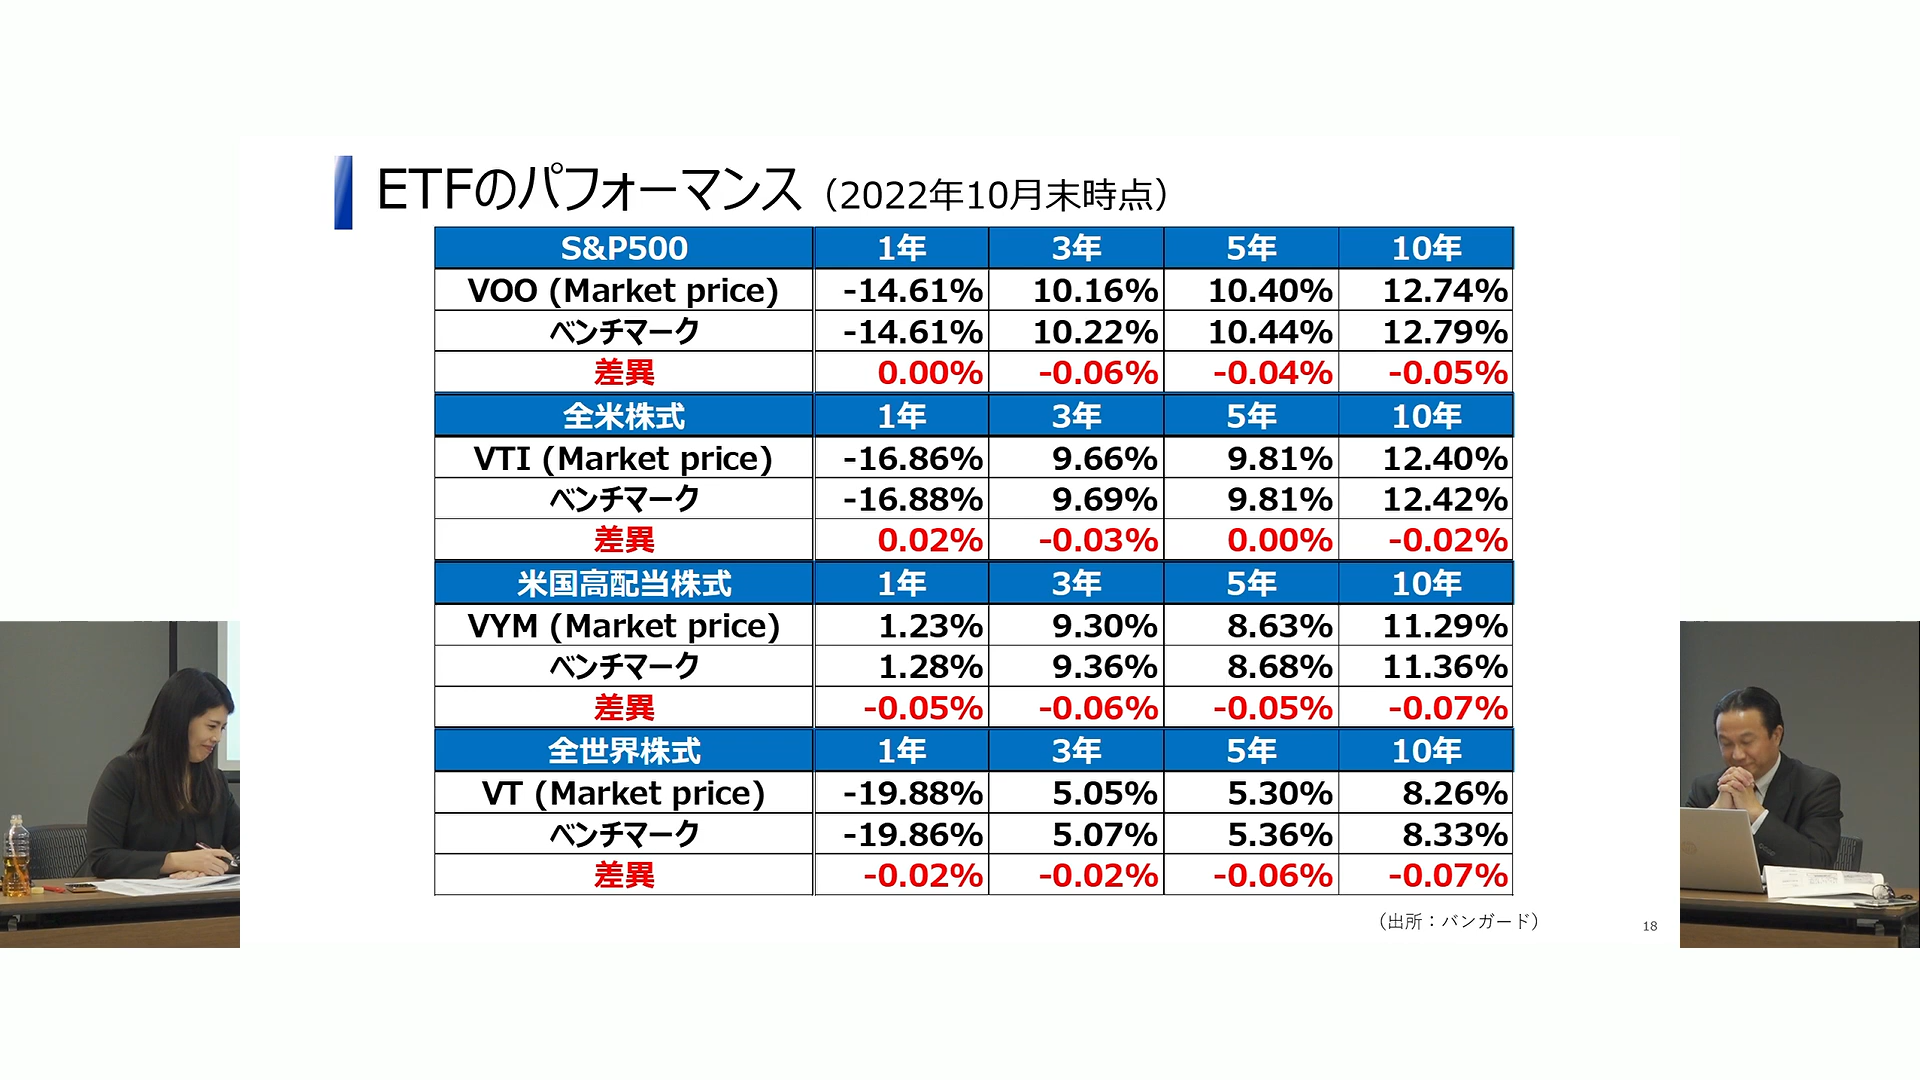 ETFのパフォーマンス（2022年10月末時点）
S&P500 1年 3年 5年 10年
VOO (Market price) -14.61% 10.16% 10.40% 12.74%
ベンチマーク -14.61% 10.22% 10.44% 12.79%
差異 0.00% -0.06% -0.04% -0.05%
全米株式 1年 3年 5年 10年
VTI (Market price) -16.86% 9.66% 9.81% 12.40%
ベンチマーク -16.88% 9.69% 9.81% 12.42%
差異 0.02% -0.03% 0.00% -0.02%
米国高配当株式 1年 3年 5年 10年
VYM (Market price) 1.23% 9.30% 8.63% 11.29%
ベンチマーク 1.28% 9.36% 8.68% 11.36%
差異 -0.05% -0.06% -0.05% -0.07%
全世界株式 1年 3年 5年 10年
VT (Market price) -19.88% 5.05% 5.30% 8.26%
ベンチマーク -19.86% 5.07% 5.36% 8.33%
差異 -0.02% -0.02% -0.06% -0.07%
（出所：バンガード）
18